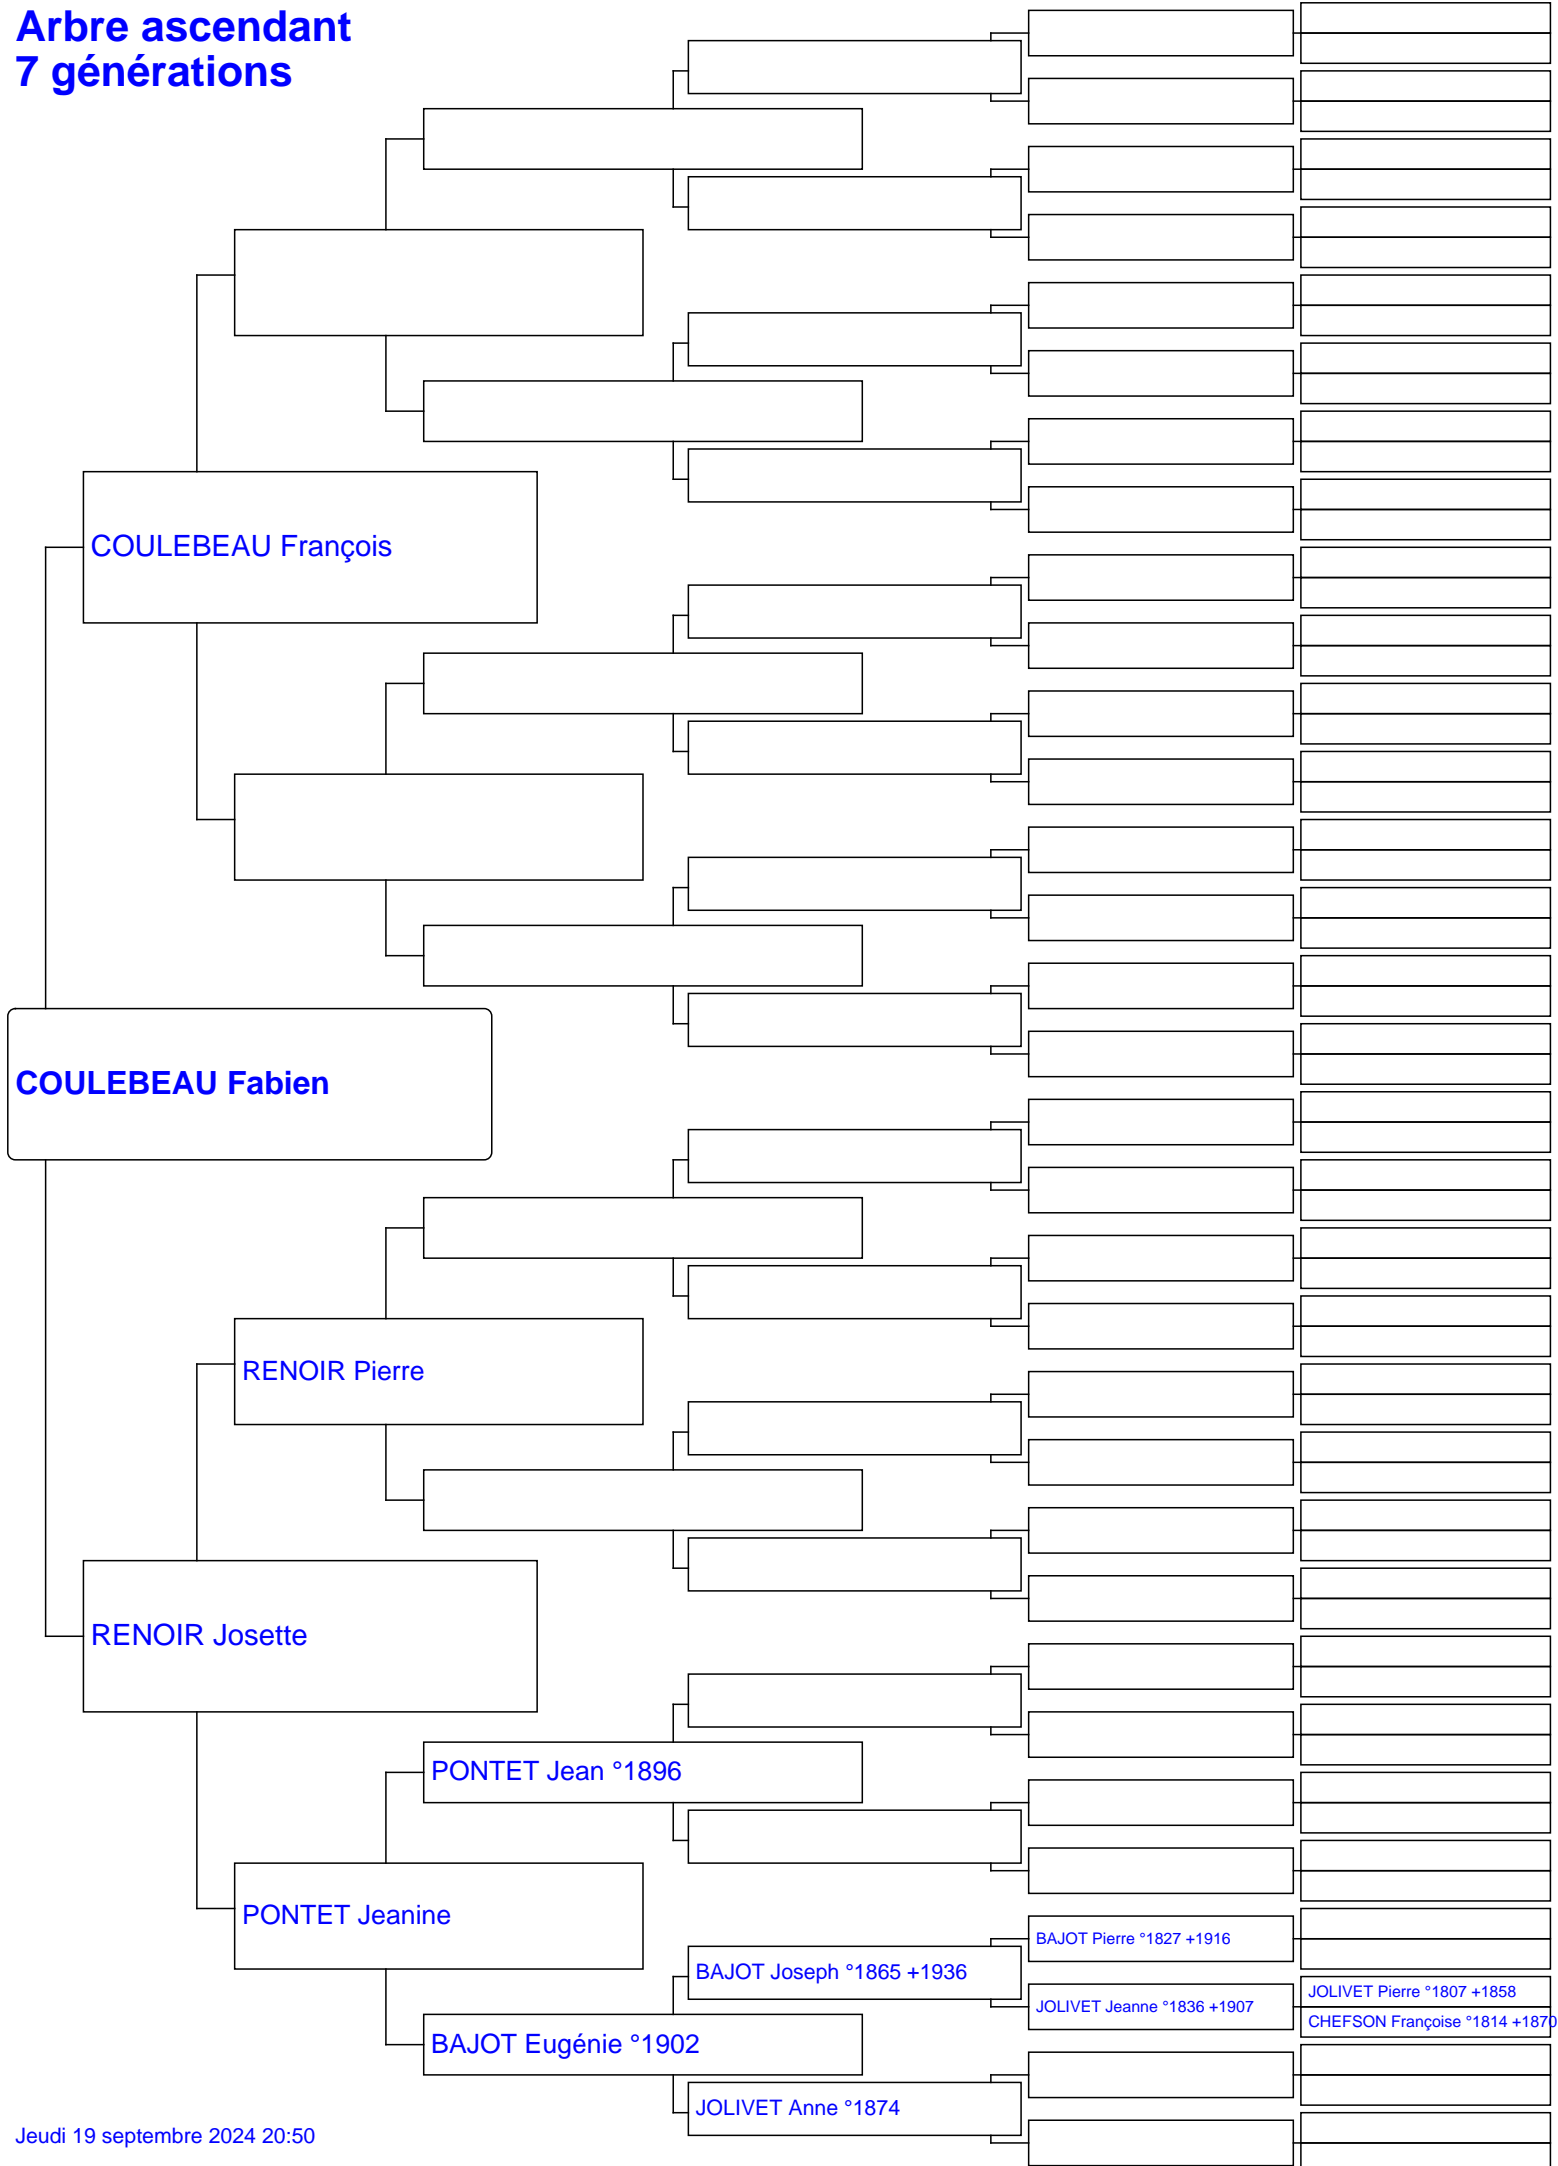 Arbre ascendant
7 générations
COULEBEAU François
COULEBEAU Fabien
RENOIR Pierre
RENOIR Josette
PONTET Jean °1896
PONTET Jeanine
BAJOT Pierre °1827 +1916
BAJOT Joseph °1865 +1936
JOLIVET Pierre °1807 +1858
JOLIVET Jeanne °1836 +1907
CHEFSON Françoise °1814 +1870
BAJOT Eugénie °1902
JOLIVET Anne °1874
Jeudi 19 septembre 2024 20:50